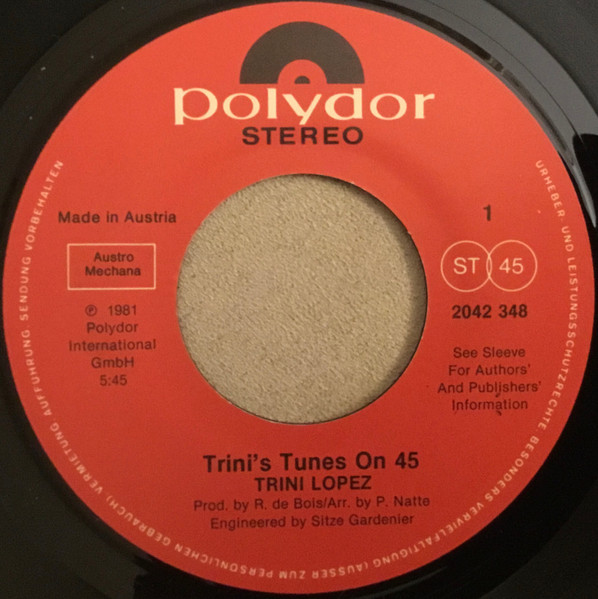 polydor
STEREO
Made in Austria
1
Austro
Mechana
ST 45
℗ 1981
Polydor
International
GmbH
5:45
2042 348
See Sleeve
For Authors'
And Publishers'
Information
Trini's Tunes On 45
TRINI LOPEZ
Prod. by R. de Bois/Arr. by P. Natte
Engineered by Sitze Gardenier
URHEBER- UND LEISTUNGSSCHUTZRECHTE, BESONDERS VERVIELFÄLTIGUNG (AUSSER ZUM PERSÖNLICHEN GEBRAUCH), VERMIETUNG AUFFÜHRUNG, SENDUNG VORBEHALTEN